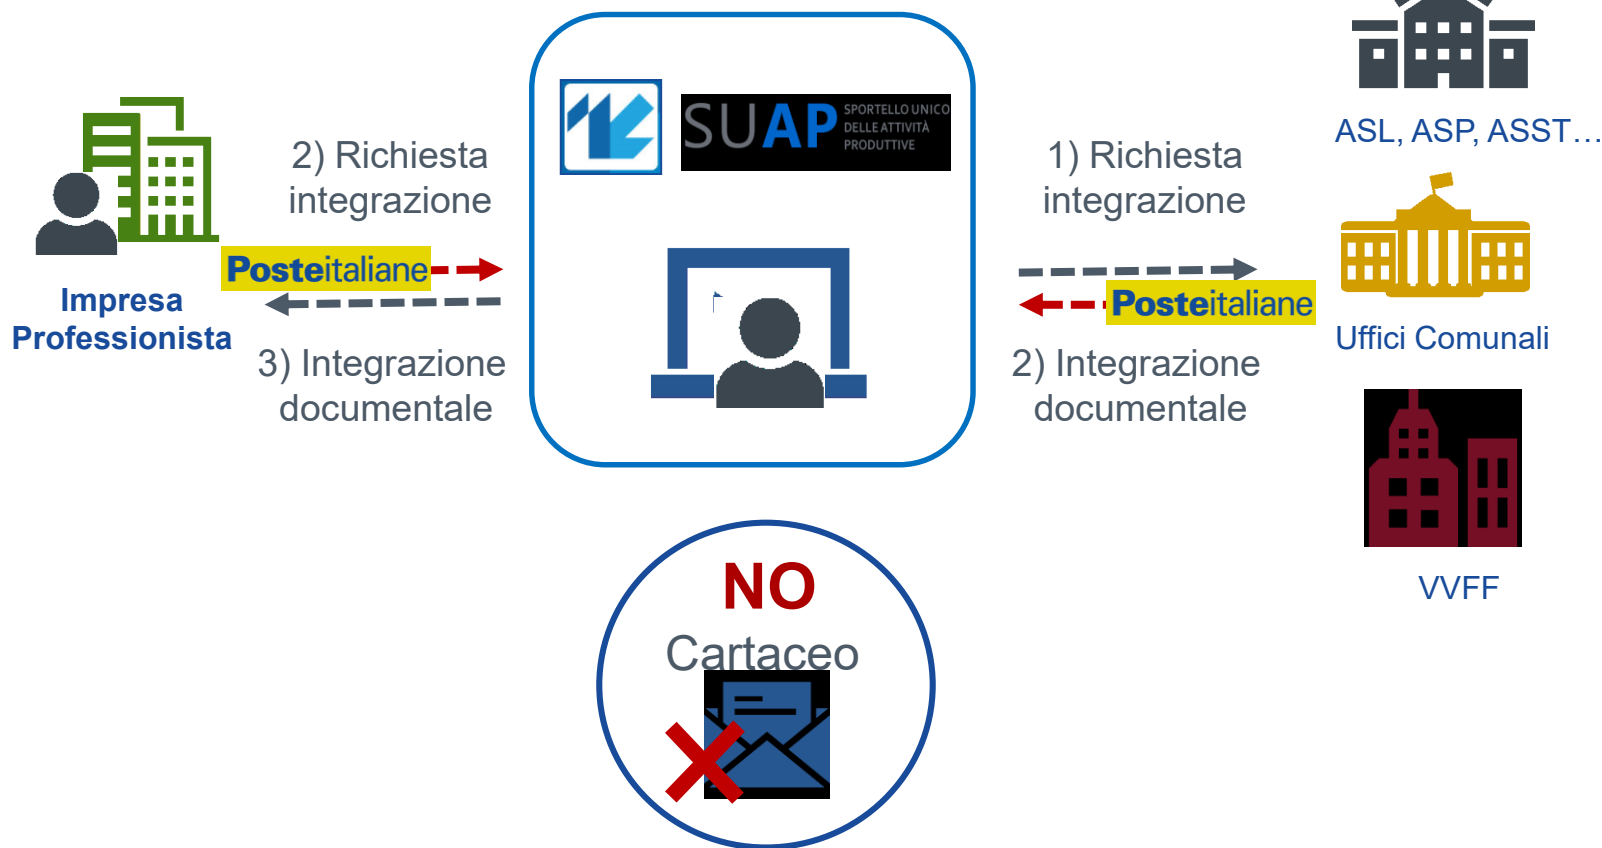 SUAP
SPORTELLO UNICO
DELLE ATTIVITÀ
PRODUTTIVE
2) Richiesta
integrazione
Posteitaliane
Impresa
Professionista
3) Integrazione
documentale
1) Richiesta
integrazione
Posteitaliane
2) Integrazione
documentale
ASL, ASP, ASST...
Uffici Comunali
VVFF
NO
Cartaceo